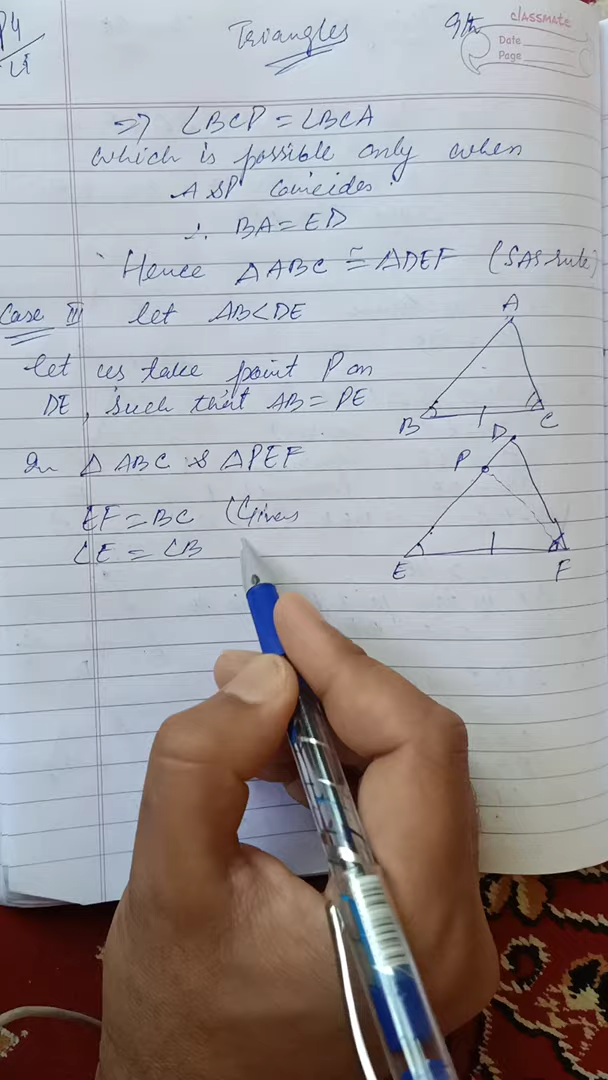 Triangles
9th
classmate
Date
Page
⇒ ∠BCP = ∠BCA
which is possible only when
A & P Coincides.
∴ BA = ED
Hence △ABC ≅ △DEF (SAS rule)
Case III let AB < DE
let us take point P on
DE, such that AB = PE
In △ ABC & △PEF
EF = BC (Given
∠E = ∠B
A
B
C
D
P
E
F